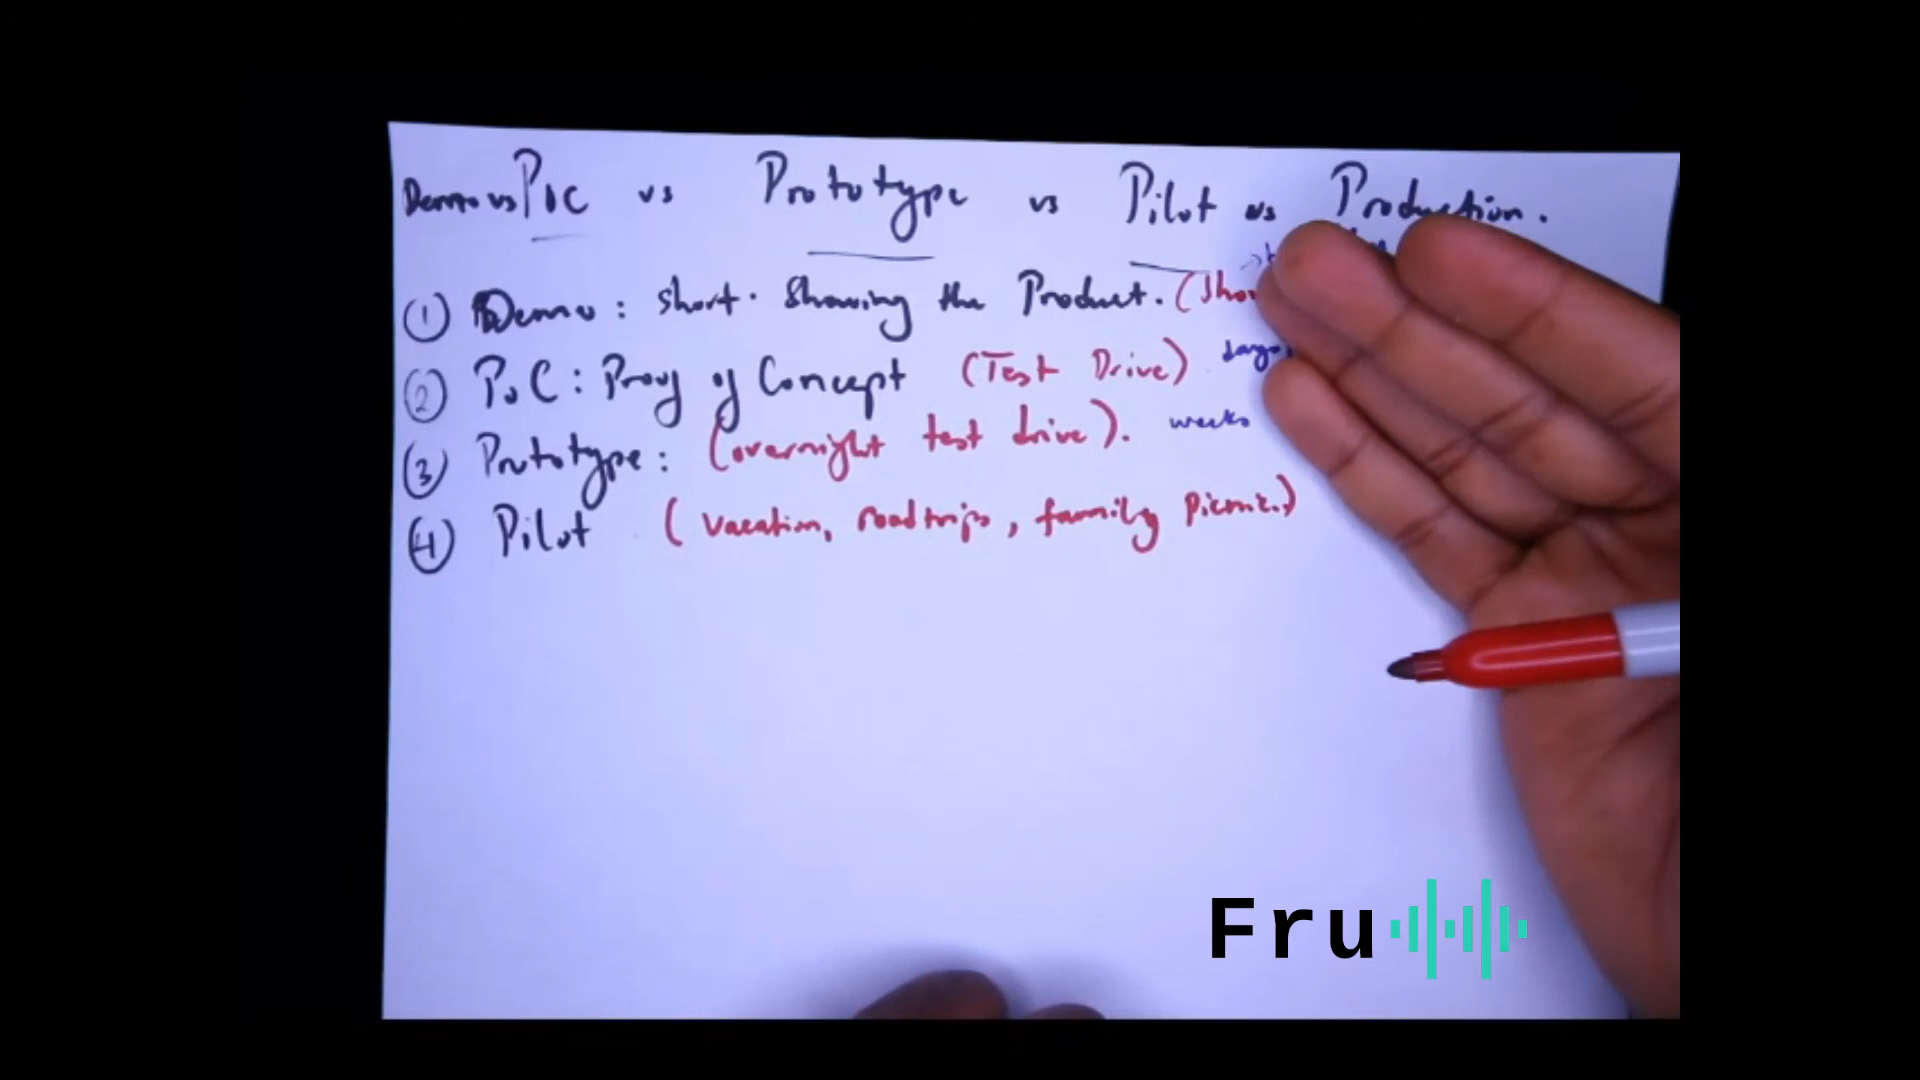 Demo vs PoC vs Prototype vs Pilot vs Production.
① Demo: short. Showing the Product. (Sho
② PoC: Proof of Concept (Test Drive) days
③ Prototype: (overnight test drive). weeks
④ Pilot (vacation, roadtrips, family picnic.)
Fru